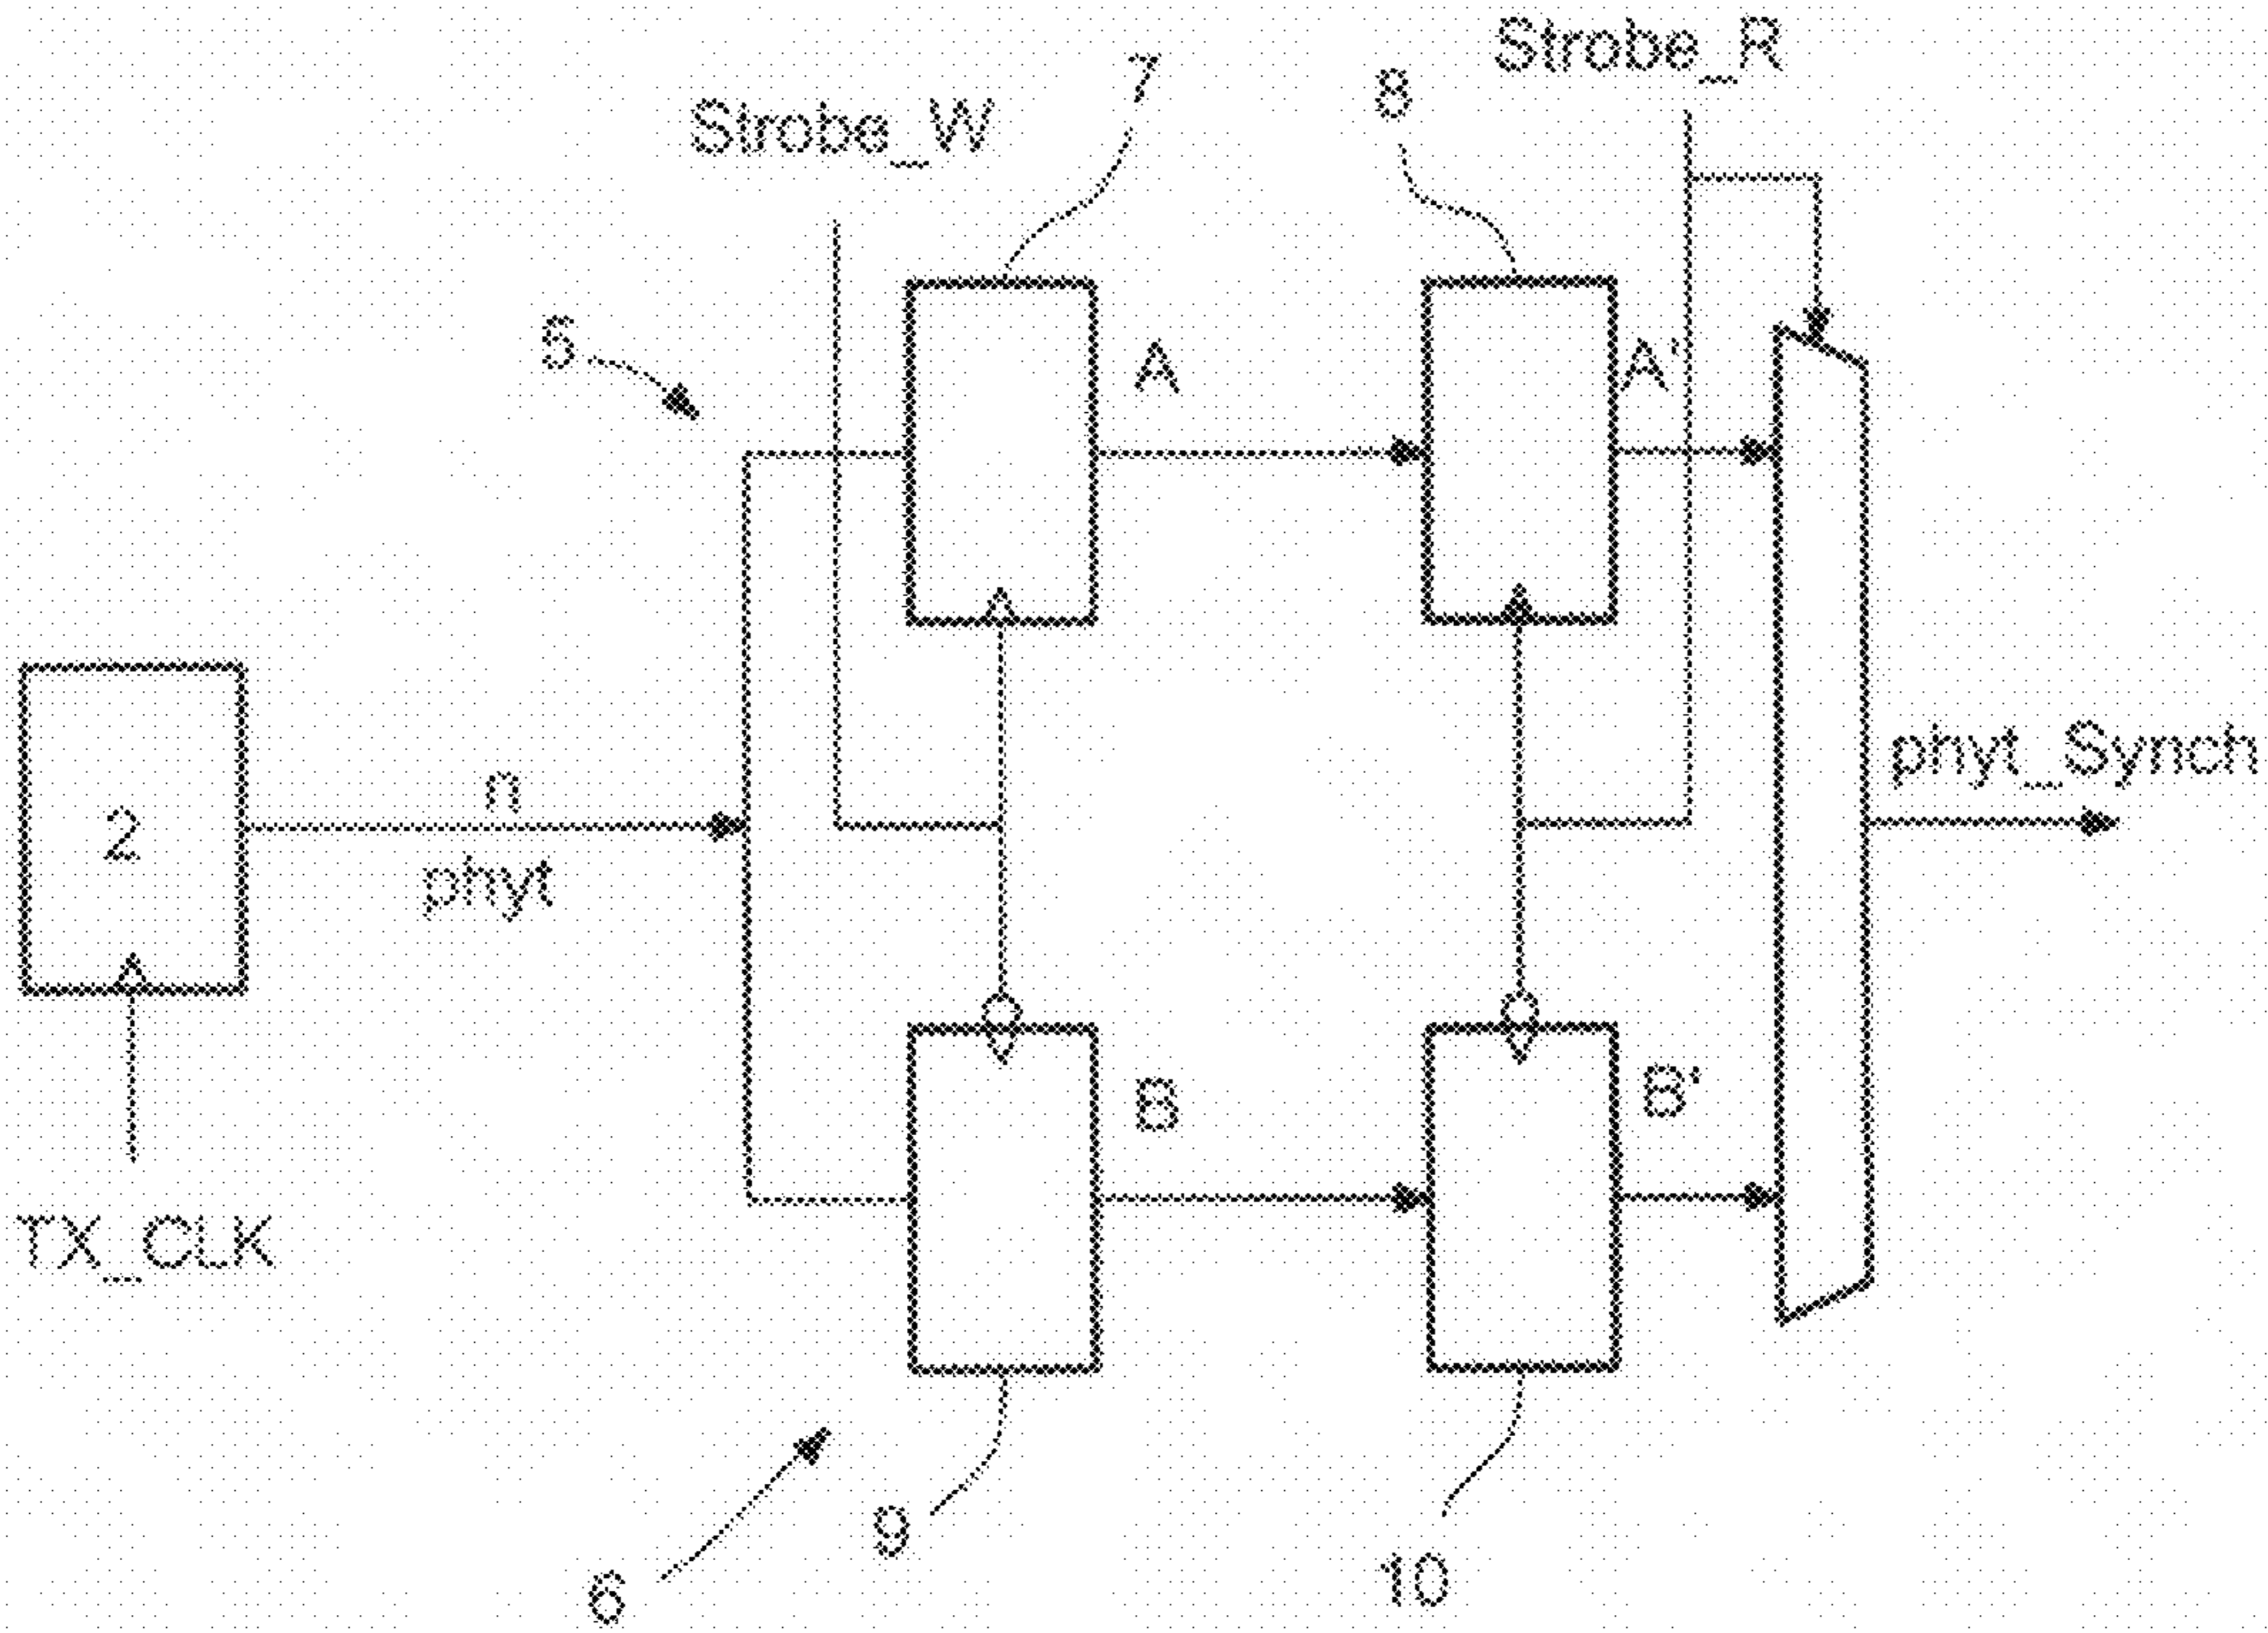 Strobe_R
7
8
Strobe_W
5
A
A'
phyt_Synch
n
2
phyt
B
B'
TX_CLK
9
10
6